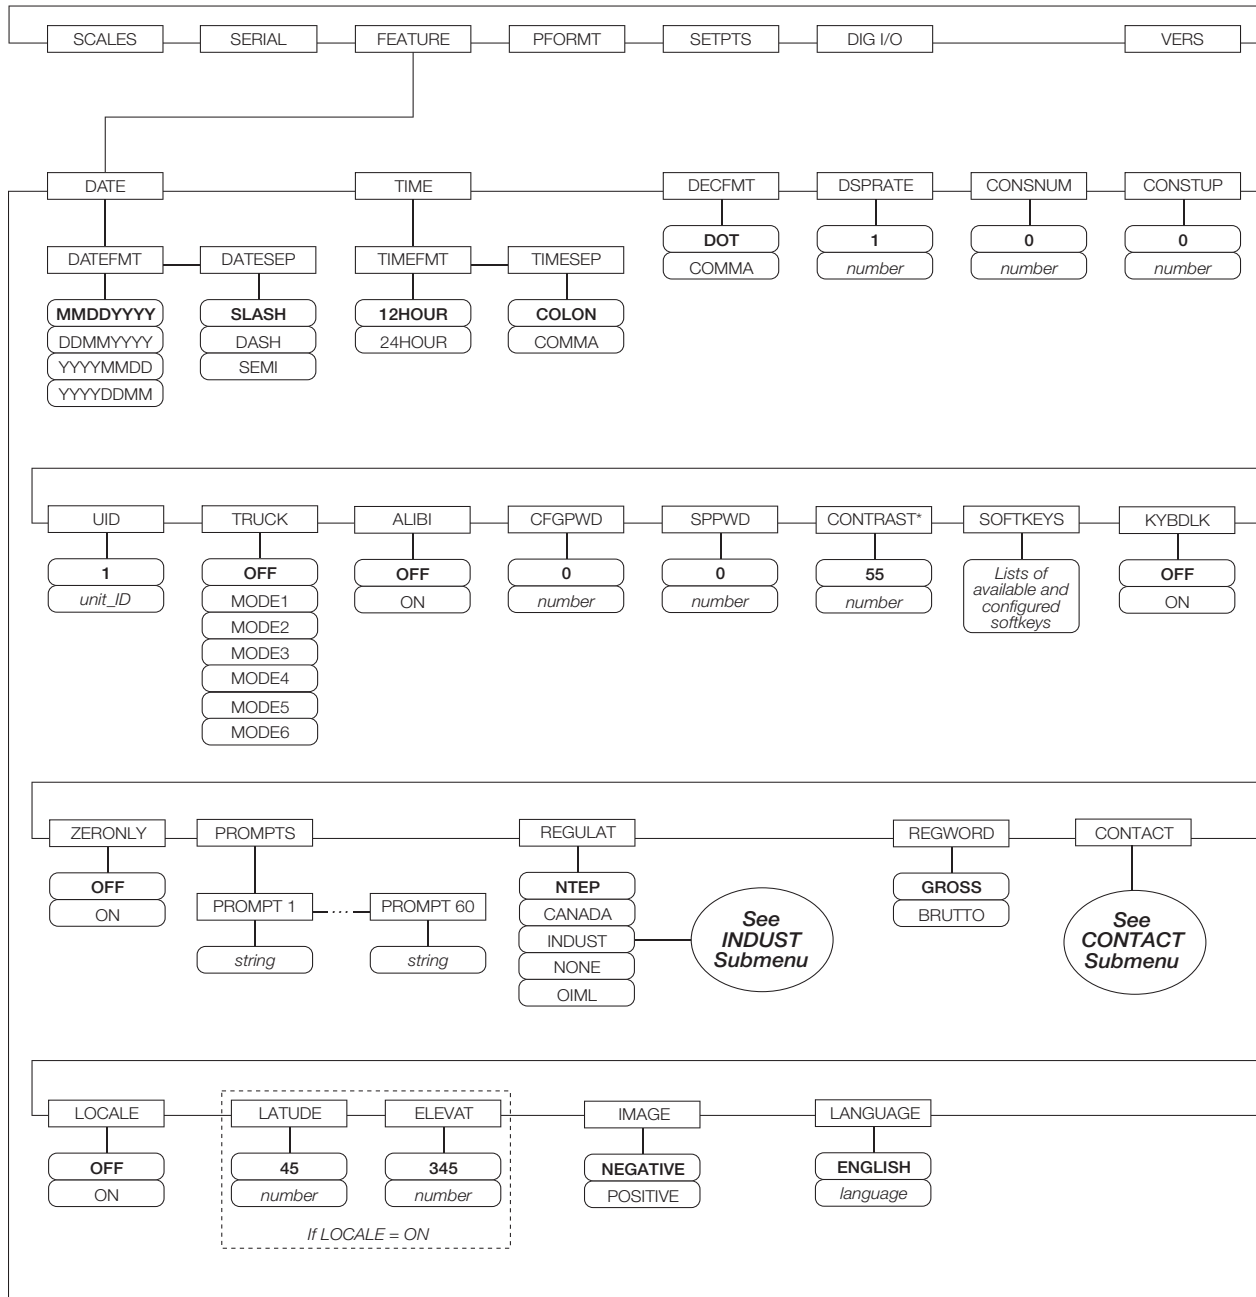 SCALES SERIAL FEATURE PFORMT SETPTS DIG I/O VERS
DATE TIME DECFMT DSPRATE CONSNUM CONSTUP
DOT 1 0 0
COMMA number number number
DATEFMT DATESEP TIMEFMT TIMESEP
MMDDYYYY SLASH 12HOUR COLON
DDMMYYYY DASH 24HOUR COMMA
YYYYMMDD SEMI
YYYYDDMM
UID TRUCK ALIBI CFGPWD SPPWD CONTRAST* SOFTKEYS KYBDLK
1 OFF OFF 0 0 55 Lists of OFF
unit_ID MODE1 ON number number number available and ON
configured
softkeys
MODE2
MODE3
MODE4
MODE5
MODE6
ZERONLY PROMPTS REGULAT REGWORD CONTACT
OFF NTEP GROSS
ON PROMPT 1 .... PROMPT 60 CANADA BRUTTO
string string INDUST
NONE
OIML
See
INDUST
Submenu
See
CONTACT
Submenu
LOCALE LATUDE ELEVAT IMAGE LANGUAGE
OFF 45 345 NEGATIVE ENGLISH
ON number number POSITIVE language
If LOCALE = ON